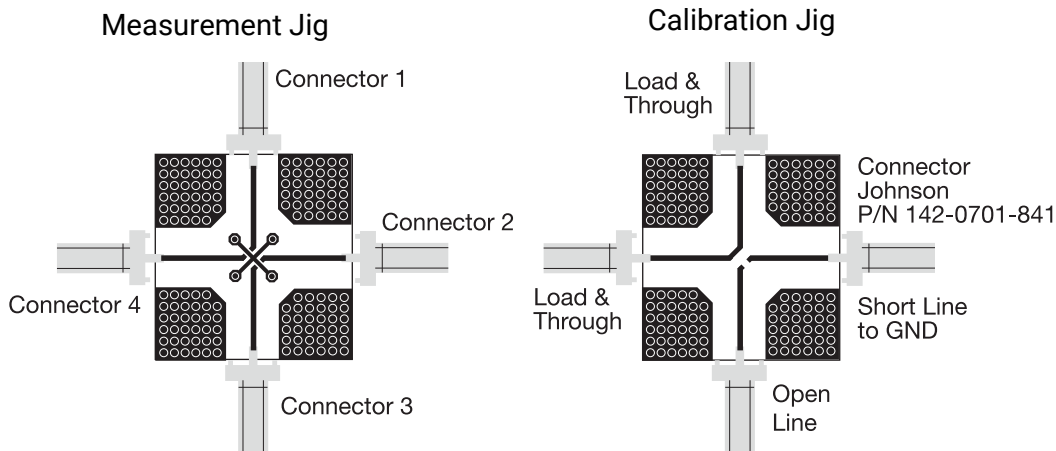 Measurement Jig
Connector 1
Connector 2
Connector 4
Connector 3
Calibration Jig
Load &
Through
Connector
Johnson
P/N 142-0701-841
Load &
Through
Short Line
to GND
Open
Line